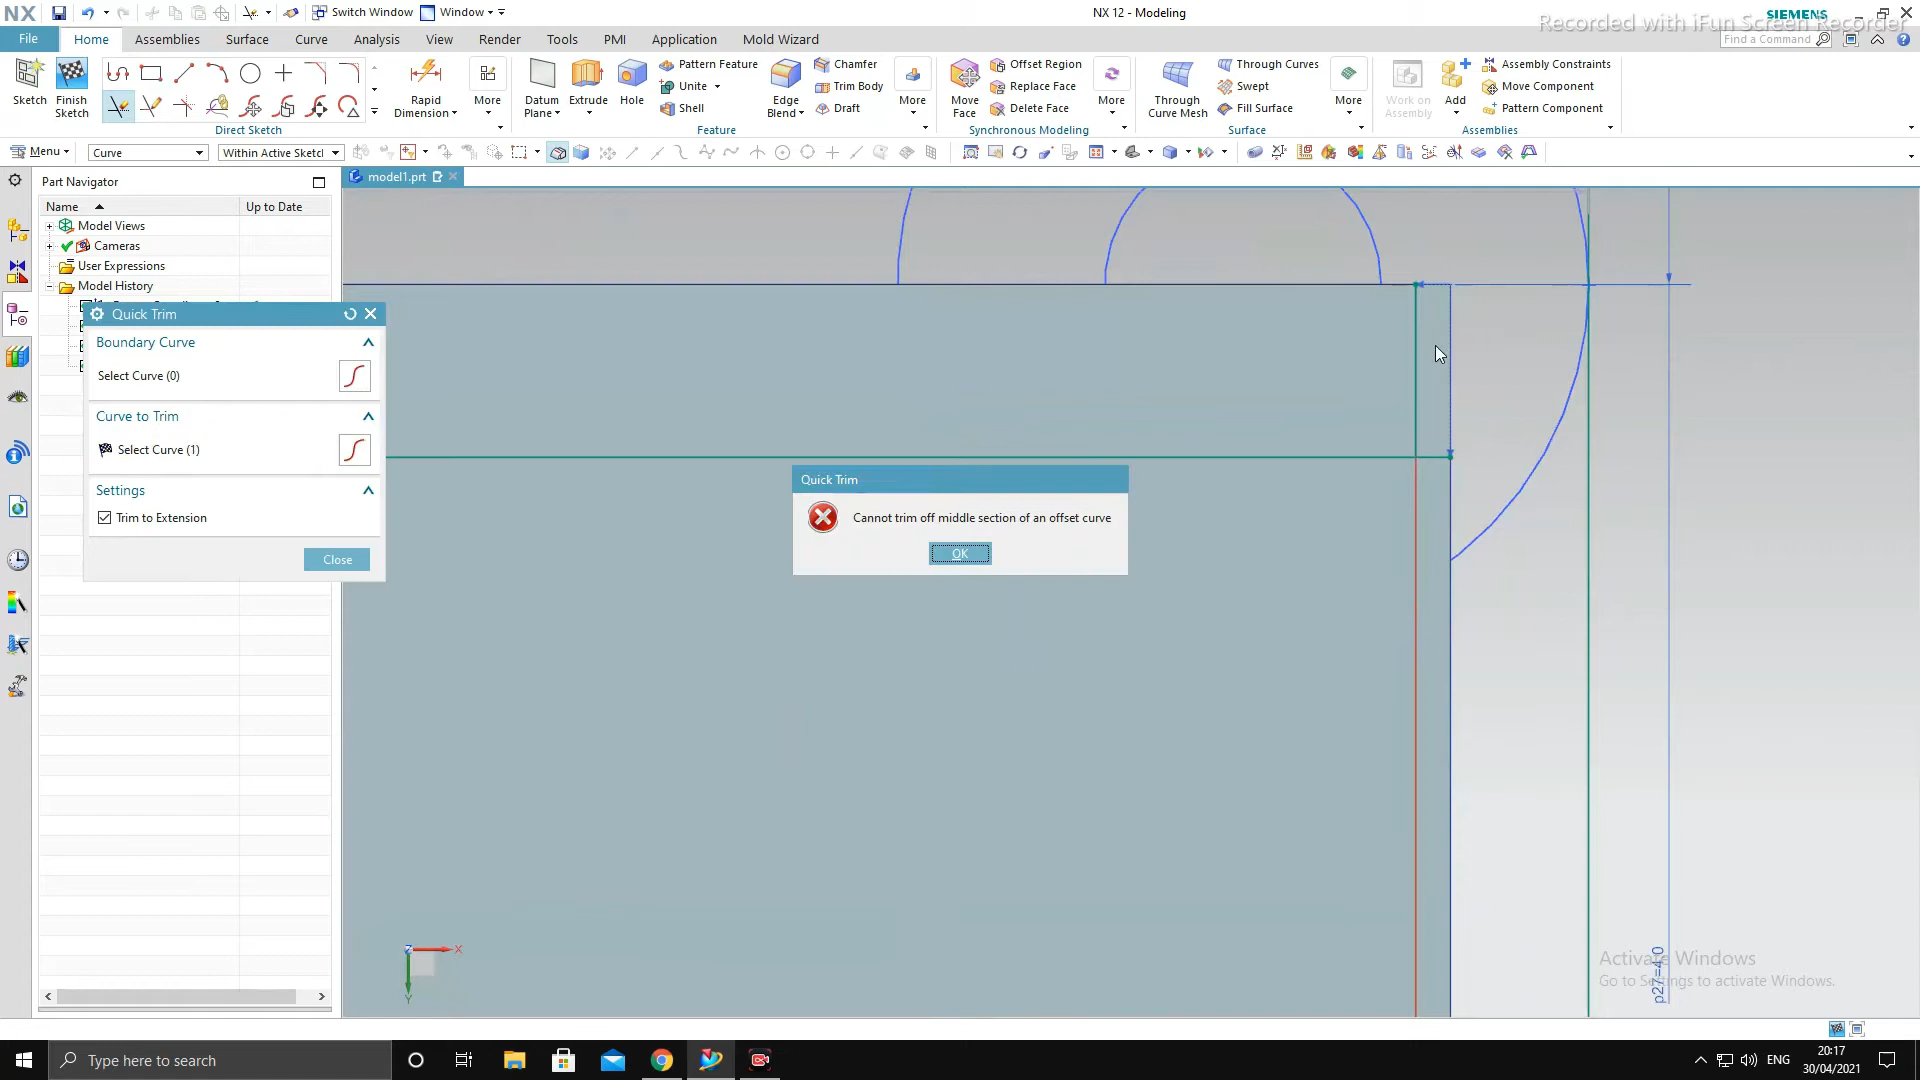 NX
Switch Window
Window
NX 12 - Modeling
SIEMENS
Recorded with iFun Screen Recorder
File
Home
Assemblies
Surface
Curve
Analysis
View
Render
Tools
PMI
Application
Mold Wizard
Find a Command
Sketch
Finish Sketch
Direct Sketch
Rapid Dimension
More
Datum Plane
Extrude
Hole
Pattern Feature
Unite
Shell
Edge Blend
Chamfer
Trim Body
Draft
More
Feature
Move Face
Offset Region
Replace Face
Delete Face
More
Synchronous Modeling
Through Curve Mesh
Through Curves
Swept
Fill Surface
More
Surface
Work on Assembly
Add
Assembly Constraints
Move Component
Pattern Component
Assemblies
Menu
Curve
Within Active Sketcl
Part Navigator
model1.prt
Name
Up to Date
Model Views
Cameras
User Expressions
Model History
Quick Trim
Boundary Curve
Select Curve (0)
Curve to Trim
Select Curve (1)
Settings
Trim to Extension
Close
Quick Trim
Cannot trim off middle section of an offset curve
OK
X
Z
Y
Activate Windows
Go to Settings to activate Windows.
Type here to search
ENG
20:17
30/04/2021